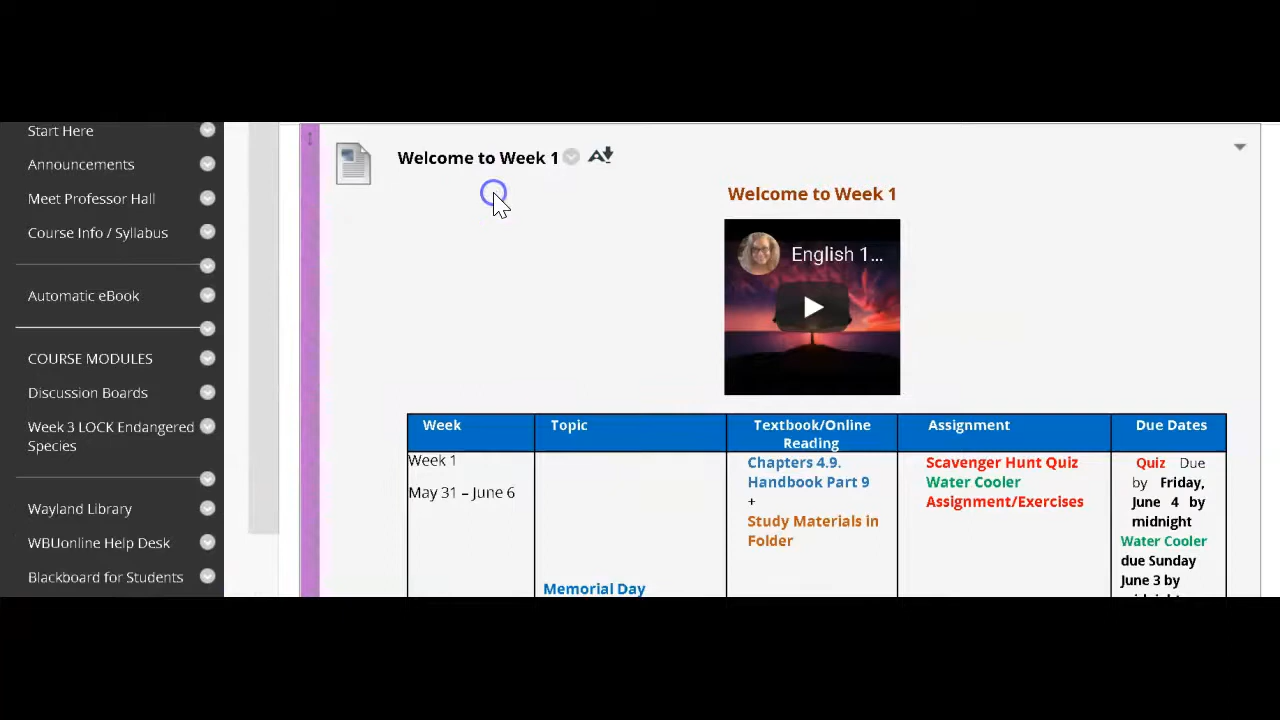 Start Here
Announcements
Meet Professor Hall
Course Info / Syllabus
Automatic eBook
COURSE MODULES
Discussion Boards
Week 3 LOCK Endangered
Species
Wayland Library
WBUonline Help Desk
Blackboard for Students
Welcome to Week 1
Welcome to Week 1
English 1...
Week
Topic
Textbook/Online
Reading
Assignment
Due Dates
Week 1
May 31 – June 6
Memorial Day
Chapters 4.9.
Handbook Part 9
+
Study Materials in
Folder
Scavenger Hunt Quiz
Water Cooler
Assignment/Exercises
Quiz Due
by Friday,
June 4 by
midnight
Water Cooler
due Sunday
June 3 by